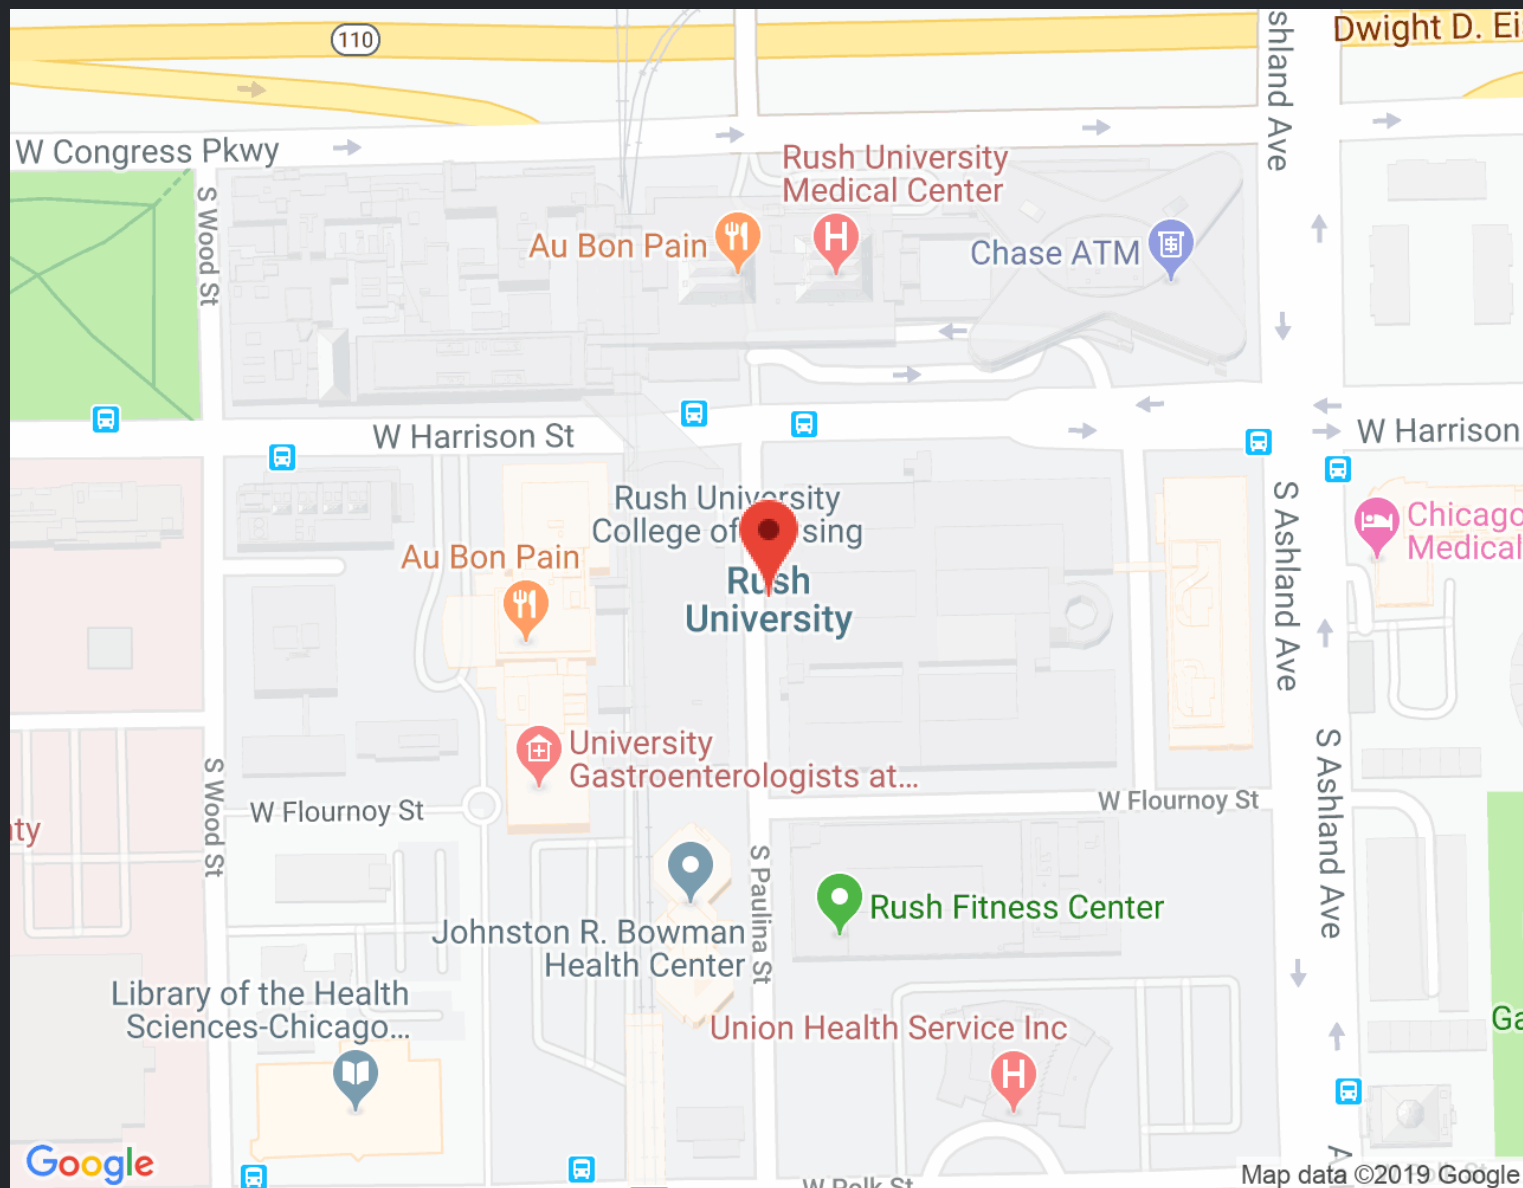 110
Dwight D. Ei
shland Ave
W Congress Pkwy
Rush University
Medical Center
S Wood St
Au Bon Pain
Chase ATM
W Harrison St
W Harrison
Rush University
College of
sing
S Ashland Ave
Chicago
Medical
Au Bon Pain
Rush
University
University
Gastroenterologists at...
S Ashland Ave
S Wood St
W Flournoy St
W Flournoy St
ity
S Paulina St
Rush Fitness Center
Johnston R. Bowman
Health Center
Library of the Health
Sciences-Chicago...
Union Health Service Inc
Ga
A
Google
W Polk St
Map data ©2019 Google